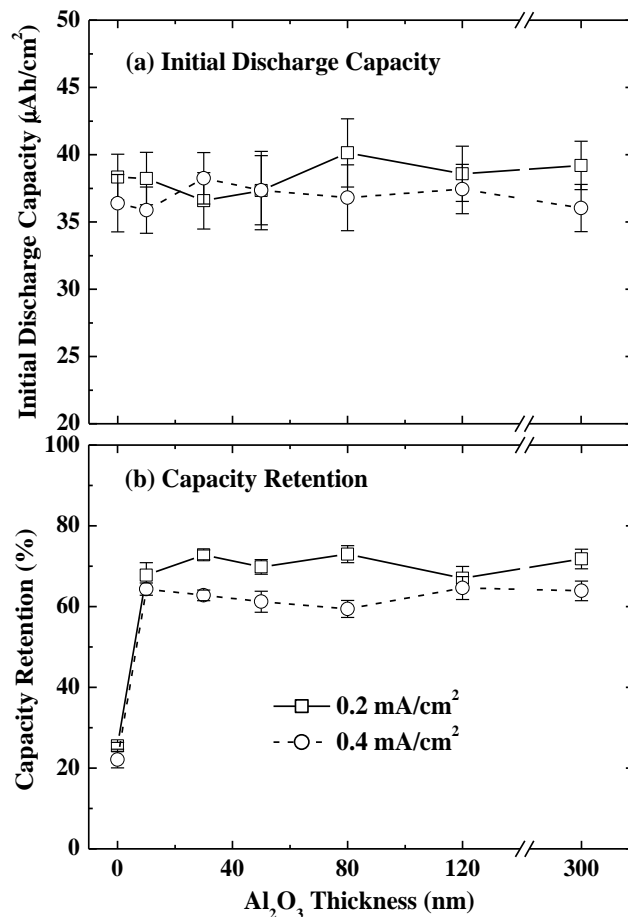 50
45
40
35
30
25
20
Initial Discharge Capacity (μAh/cm²)
(a) Initial Discharge Capacity
100
80
60
40
20
0
Capacity Retention (%)
(b) Capacity Retention
0.2 mA/cm²
0.4 mA/cm²
0 40 80 120 300
Al₂O₃ Thickness (nm)